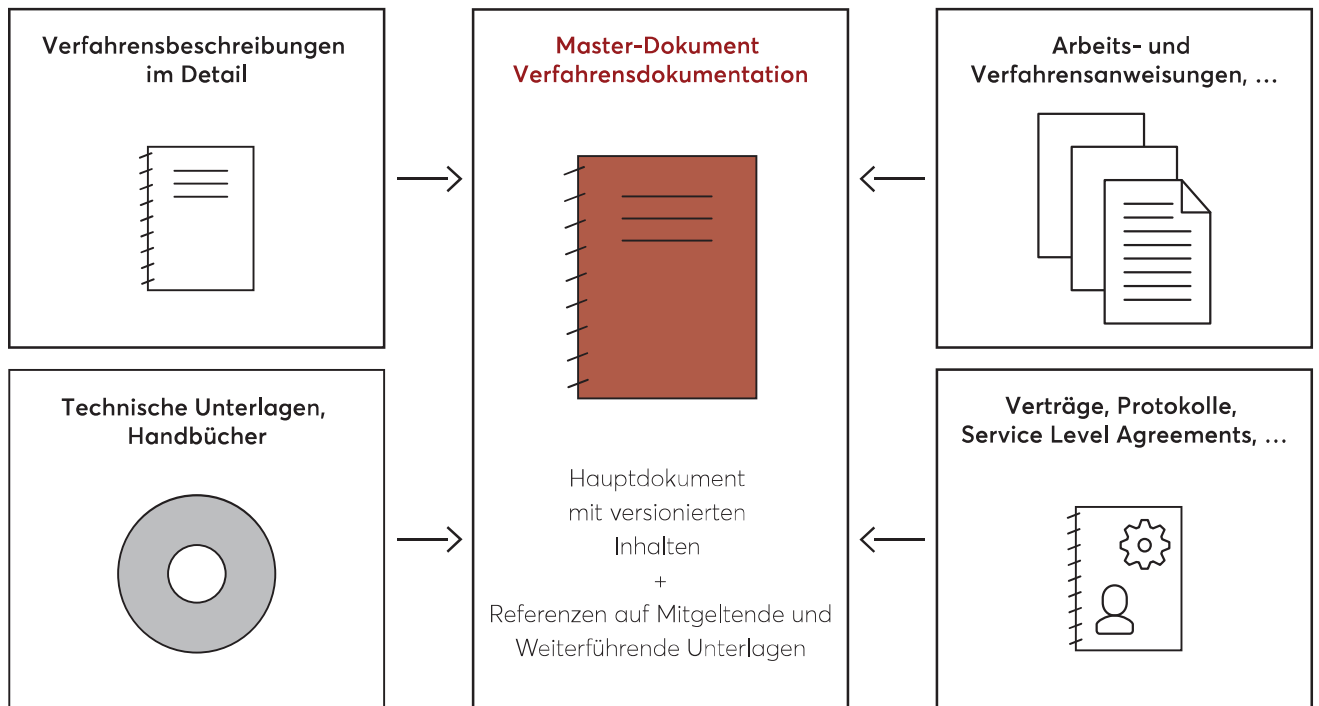 Verfahrensbeschreibungen
im Detail
Master-Dokument
Verfahrensdokumentation
Arbeits- und
Verfahrensanweisungen, …
Technische Unterlagen,
Handbücher
Hauptdokument
mit versionierten
Inhalten
+
Referenzen auf Mitgeltende und
Weiterführende Unterlagen
Verträge, Protokolle,
Service Level Agreements, …